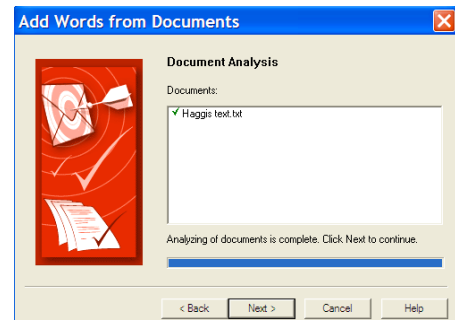 Add Words from Documents
Document Analysis
Documents:
Haggis text.txt
Analyzing of documents is complete. Click Next to continue.
< Back Next > Cancel Help